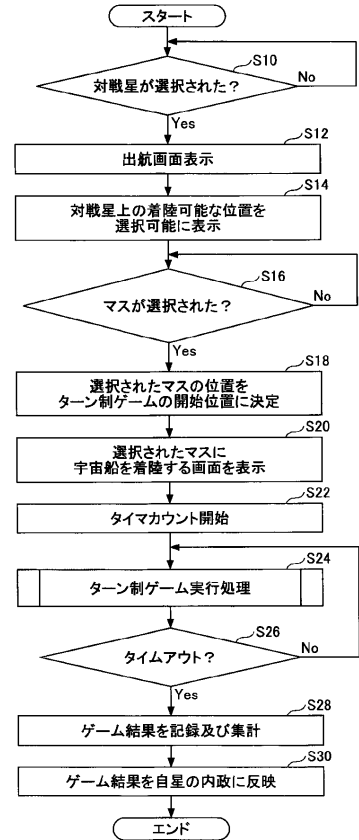 スタート
S10
対戦星が選択された？
No
Yes
S12
出航画面表示
S14
対戦星上の着陸可能な位置を
選択可能に表示
S16
マスが選択された？
No
Yes
S18
選択されたマスの位置を
ターン制ゲームの開始位置に決定
S20
選択されたマスに
宇宙船を着陸する画面を表示
S22
タイマカウント開始
S24
ターン制ゲーム実行処理
S26
タイムアウト？
No
Yes
S28
ゲーム結果を記録及び集計
S30
ゲーム結果を自星の内政に反映
エンド